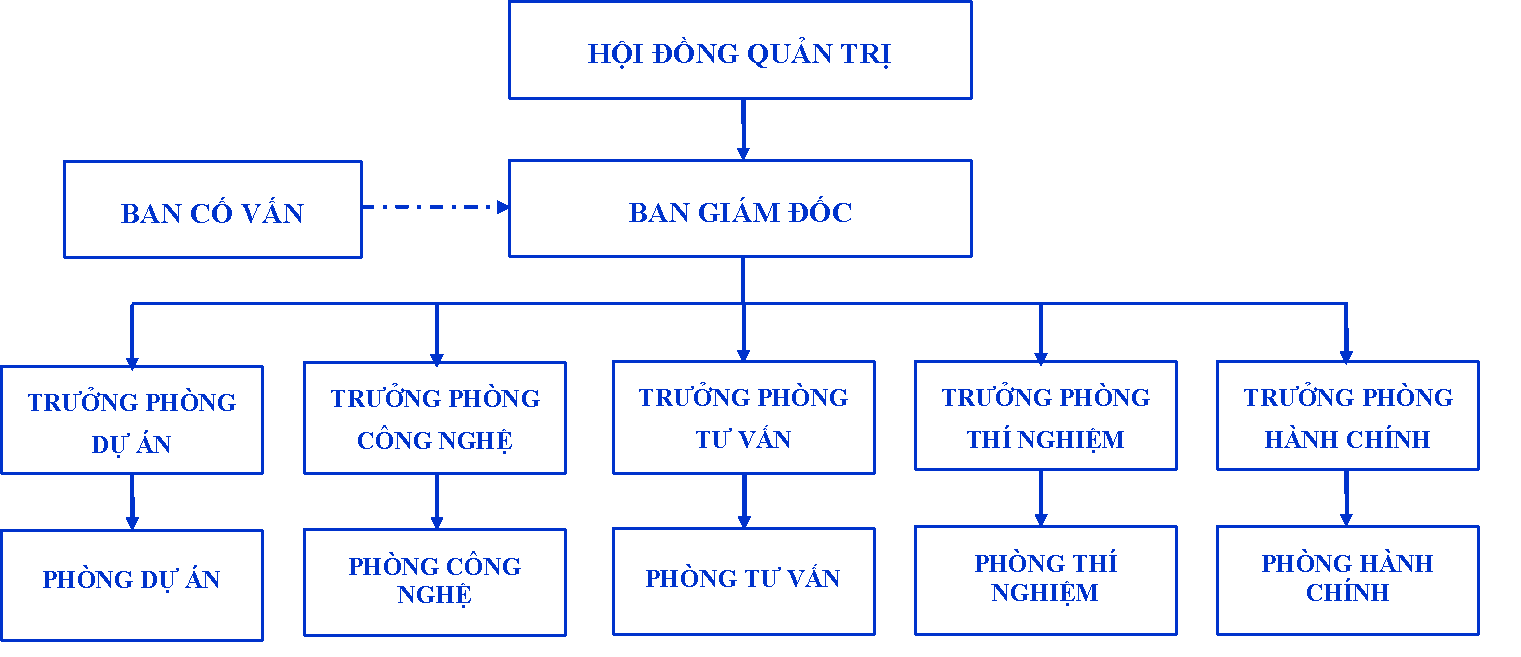 HỘI ĐỒNG QUẢN TRỊ
BAN CỐ VẤN
BAN GIÁM ĐỐC
TRƯỞNG PHÒNG
DỰ ÁN
TRƯỞNG PHÒNG
CÔNG NGHỆ
TRƯỞNG PHÒNG
TƯ VẤN
TRƯỞNG PHÒNG
THÍ NGHIỆM
TRƯỞNG PHÒNG
HÀNH CHÍNH
PHÒNG DỰ ÁN
PHÒNG CÔNG
NGHỆ
PHÒNG TƯ VẤN
PHÒNG THÍ
NGHIỆM
PHÒNG HÀNH
CHÍNH